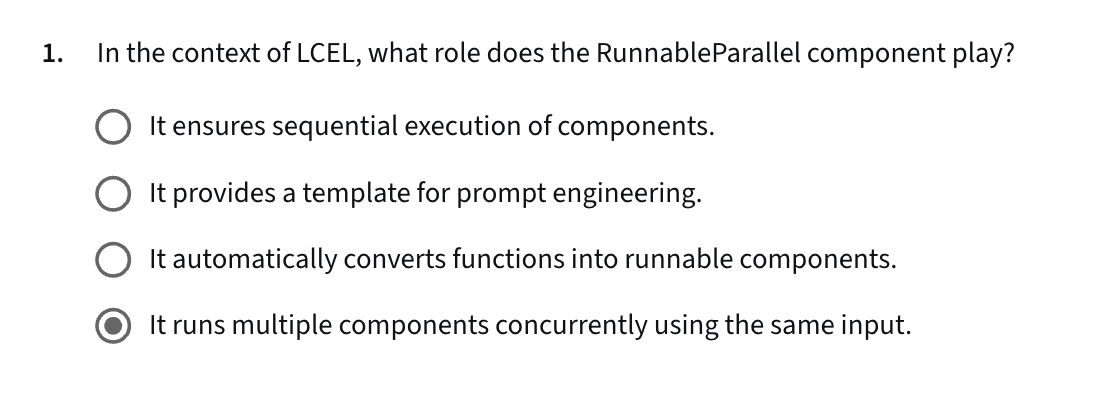 1. In the context of LCEL, what role does the RunnableParallel component play?
It ensures sequential execution of components.
It provides a template for prompt engineering.
It automatically converts functions into runnable components.
It runs multiple components concurrently using the same input.